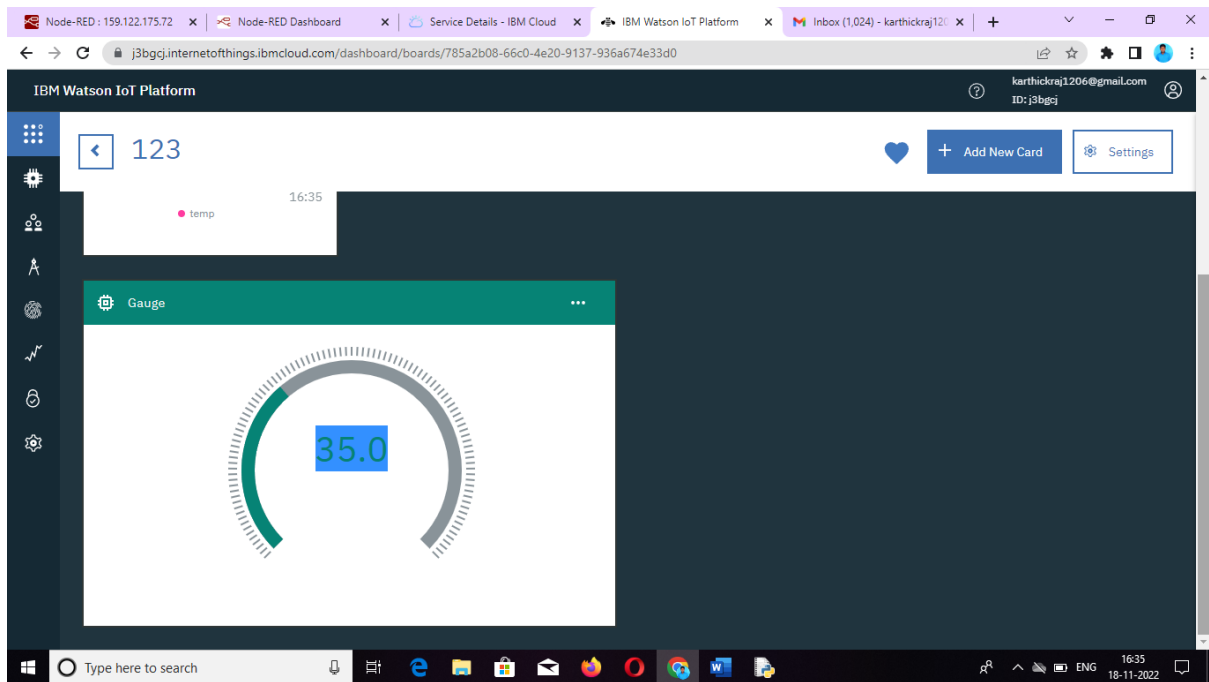 Node-RED : 159.122.175.72
Node-RED Dashboard
Service Details - IBM Cloud
IBM Watson IoT Platform
Inbox (1,024) - karthickraj120
j3bgcj.internetofthings.ibmcloud.com/dashboard/boards/785a2b08-66c0-4e20-9137-936a674e33d0
IBM Watson IoT Platform
karthickraj1206@gmail.com
ID: j3bgcj
123
+ Add New Card
Settings
16:35
temp
Gauge
35.0
Type here to search
ENG
16:35
18-11-2022